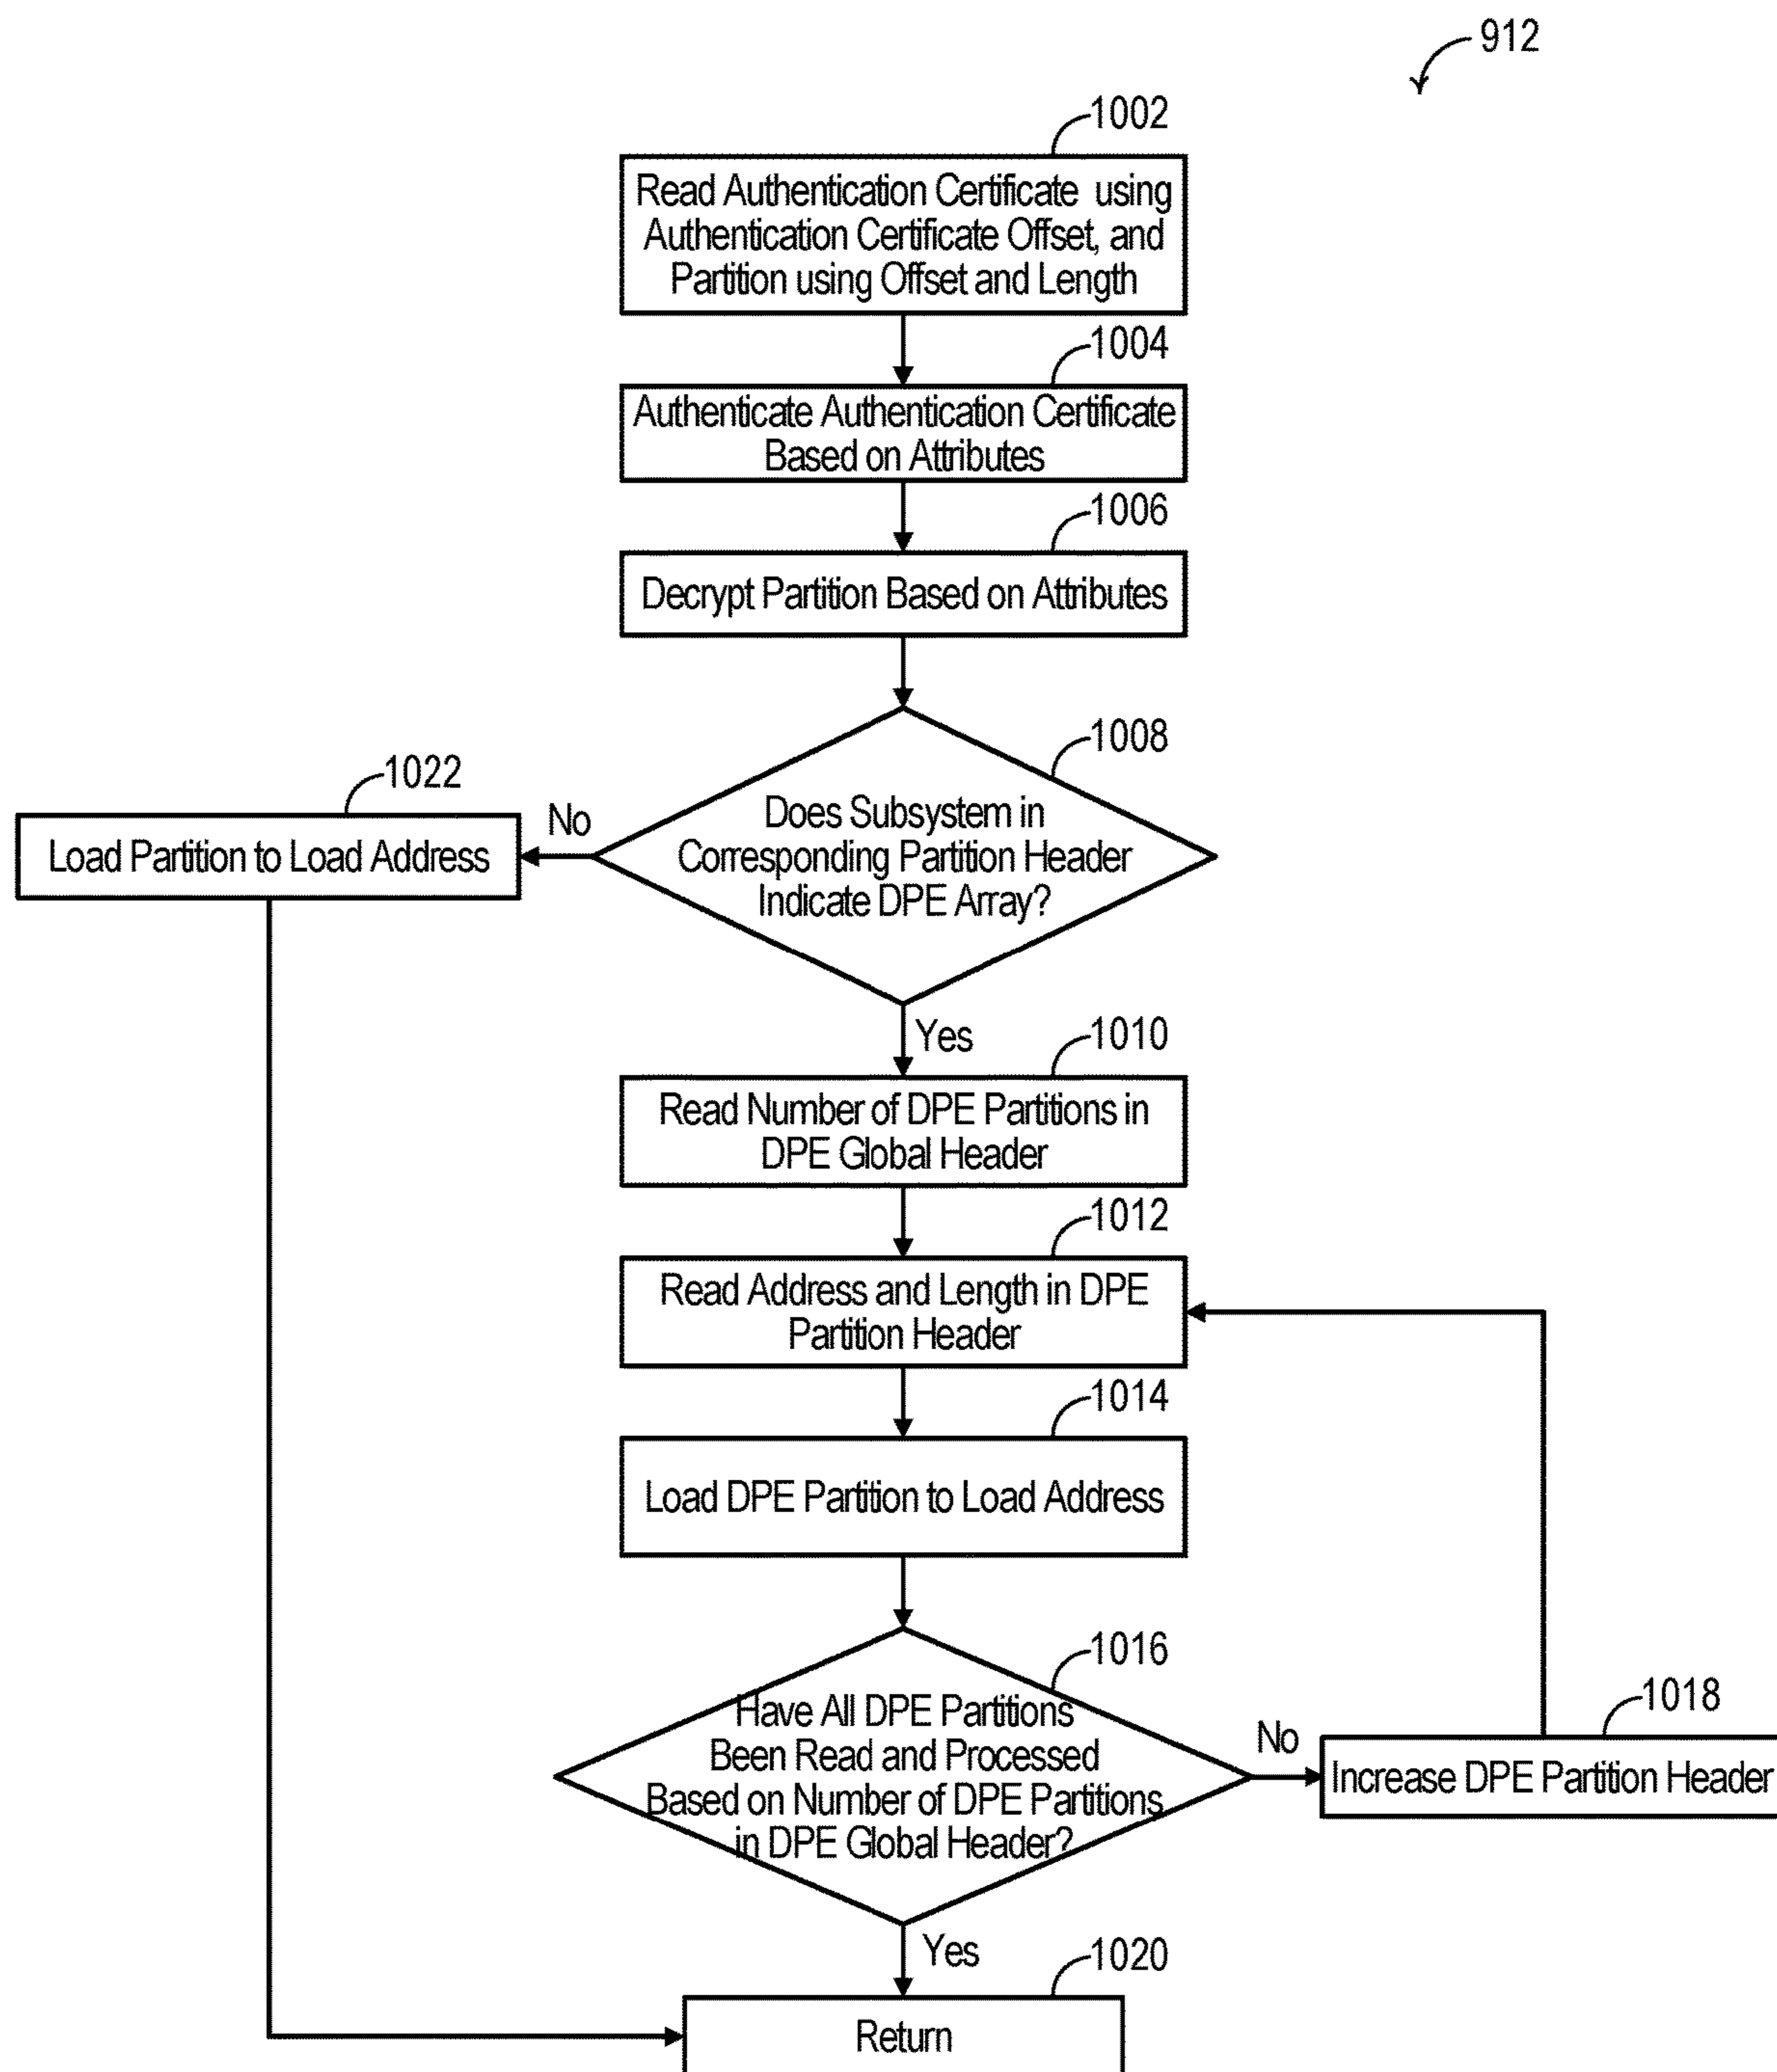 912
1002
Read Authentication Certificate using
Authentication Certificate Offset, and
Partition using Offset and Length
1004
Authenticate Authentication Certificate
Based on Attributes
1006
Decrypt Partition Based on Attributes
1008
Does Subsystem in
Corresponding Partition Header
Indicate DPE Array?
No
1022
Load Partition to Load Address
Yes
1010
Read Number of DPE Partitions in
DPE Global Header
1012
Read Address and Length in DPE
Partition Header
1014
Load DPE Partition to Load Address
1016
Have All DPE Partitions
Been Read and Processed
Based on Number of DPE Partitions
in DPE Global Header?
No
1018
Increase DPE Partition Header
Yes
1020
Return